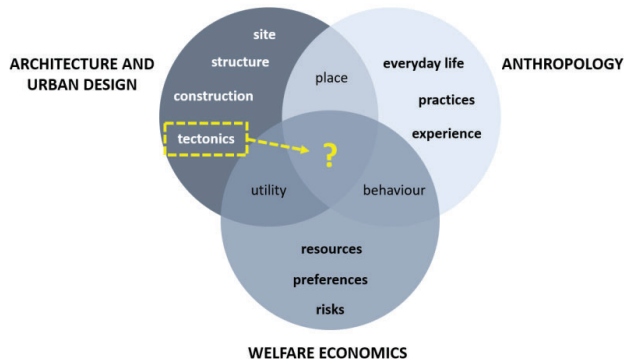 site
ARCHITECTURE AND
URBAN DESIGN
structure
everyday life
ANTHROPOLOGY
place
construction
practices
tectonics
experience
?
utility
behaviour
resources
preferences
risks
WELFARE ECONOMICS